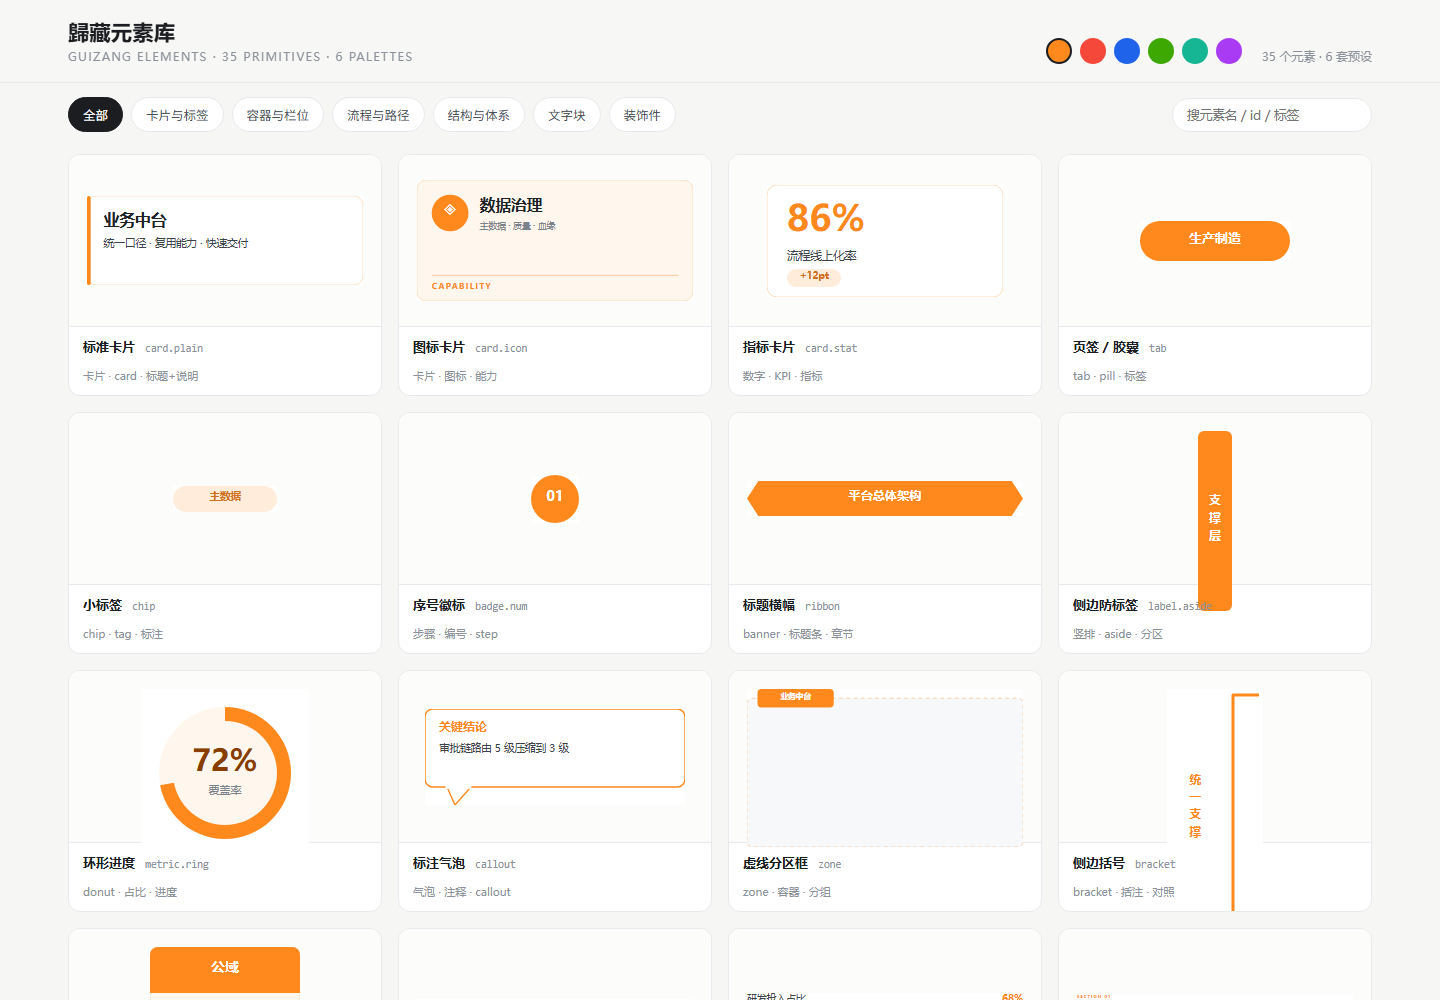 歸藏元素库
GUIZANG ELEMENTS · 35 PRIMITIVES · 6 PALETTES
35 个元素 · 6 套预设
全部
卡片与标签
容器与栏位
流程与路径
结构与体系
文字块
装饰件
搜元素名 / id / 标签
业务中台
统一口径 · 复用能力 · 快速交付
标准卡片 card.plain
卡片 · card · 标题+说明
数据治理
主数据 · 质量 · 血缘
CAPABILITY
图标卡片 card.icon
卡片 · 图标 · 能力
86%
流程线上化率
+12pt
指标卡片 card.stat
数字 · KPI · 指标
生产制造
页签 / 胶囊 tab
tab · pill · 标签
主数据
小标签 chip
chip · tag · 标注
01
序号徽标 badge.num
步骤 · 编号 · step
平台总体架构
标题横幅 ribbon
banner · 标题条 · 章节
支撑层
侧边防标签 label.aside
竖排 · aside · 分区
72%
覆盖率
环形进度 metric.ring
donut · 占比 · 进度
关键结论
审批链路由 5 级压缩到 3 级
标注气泡 callout
气泡 · 注释 · callout
业务中台
虚线分区框 zone
zone · 容器 · 分组
统一支撑
侧边括号 bracket
bracket · 括注 · 对照
公域
研发投入占比
68%
SECTION 01